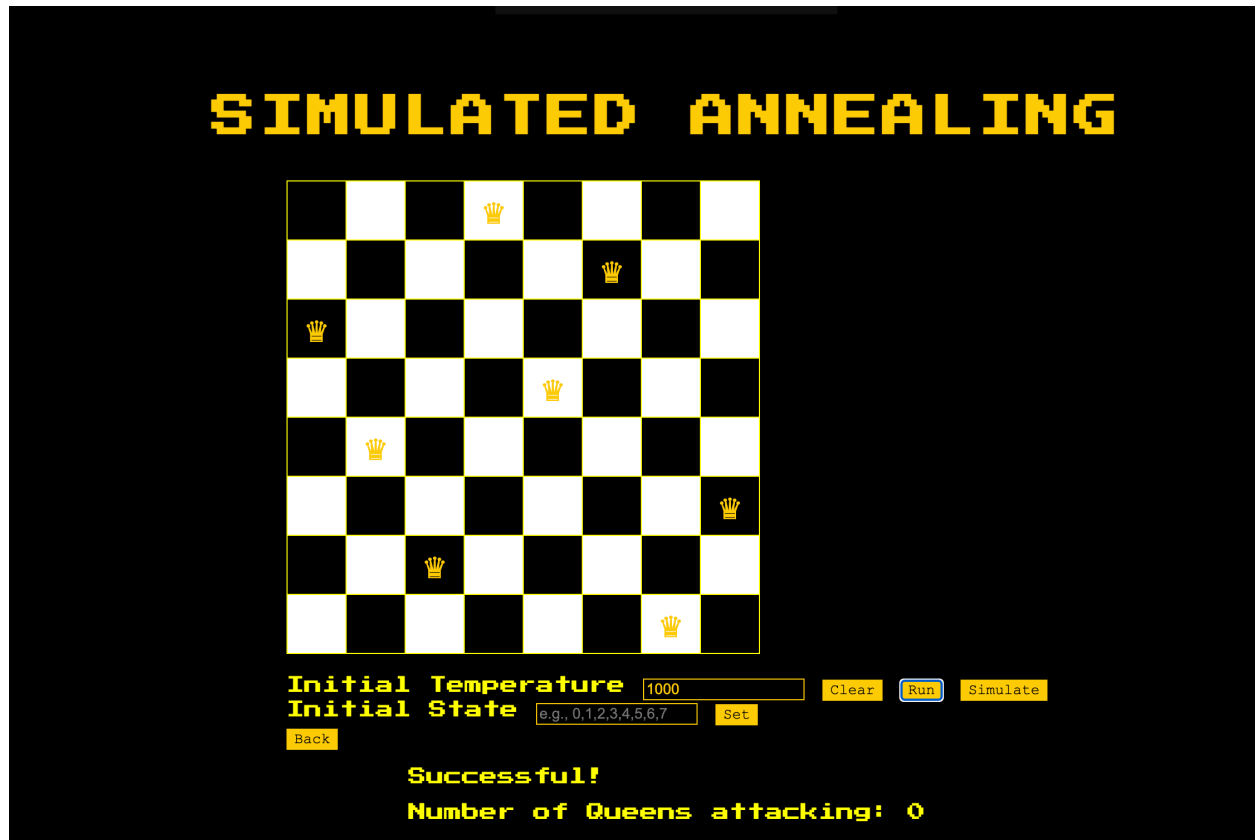 SIMULATED ANNEALING
Initial Temperature 1000 Clear Run Simulate
Initial State e.g., 0,1,2,3,4,5,6,7 Set
Back
Successful!
Number of Queens attacking: 0